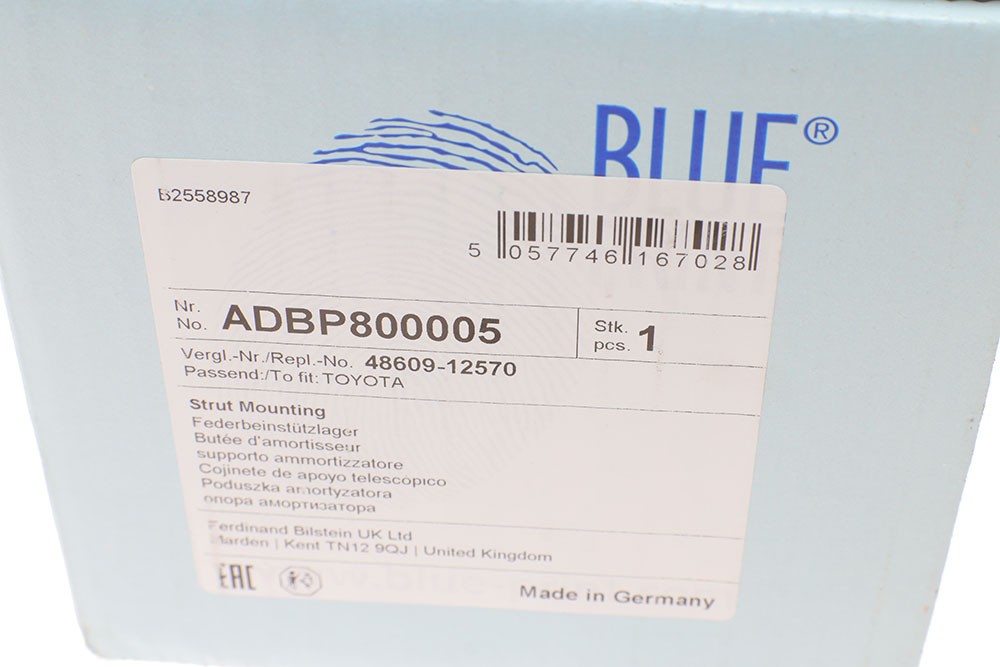 BLUE®
B2558987
5 057746 167028
Nr.
No. ADBP800005
Stk.
pcs. 1
Vergl.-Nr./Repl.-No. 48609-12570
Passend:/To fit: TOYOTA
Strut Mounting
Federbeinstützlager
Butée d'amortisseur
supporto ammortizzatore
Cojinete de apoyo telescópico
Poduszka amortyzatora
опора амортизатора
Ferdinand Bilstein UK Ltd
Marden | Kent TN12 9QJ | United Kingdom
EAC
Made in Germany